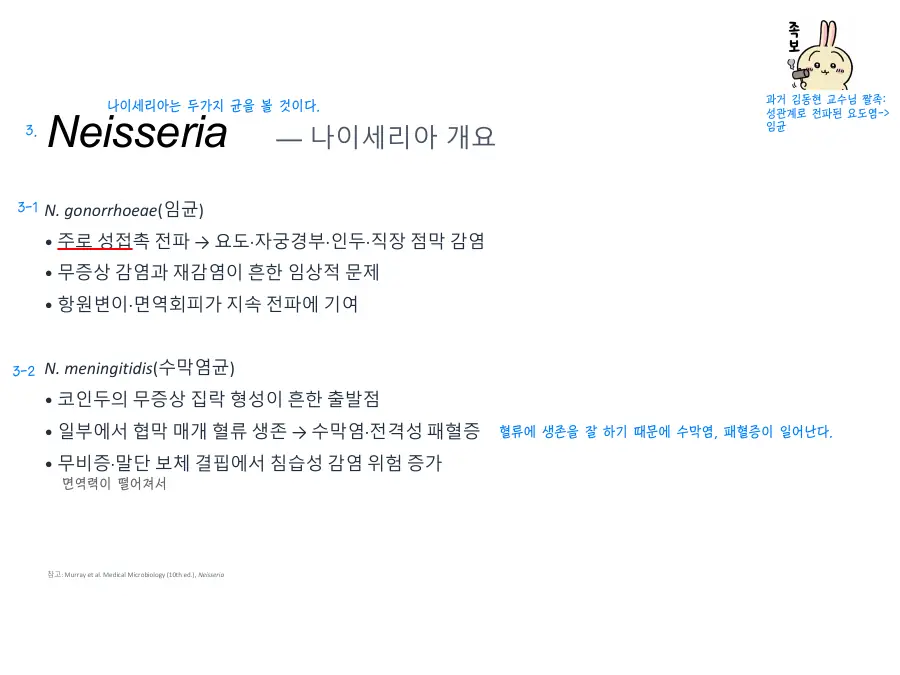 족보
과거 김동현 교수님 짤족:
성관계로 전파된 요도염->
임균
나이세리아는 두가지 균을 볼 것이다.
3. Neisseria — 나이세리아 개요
3-1 N. gonorrhoeae(임균)
• 주로 성접촉 전파 → 요도·자궁경부·인두·직장 점막 감염
• 무증상 감염과 재감염이 흔한 임상적 문제
• 항원변이·면역회피가 지속 전파에 기여
3-2 N. meningitidis(수막염균)
• 코인두의 무증상 집락 형성이 흔한 출발점
• 일부에서 협막 매개 혈류 생존 → 수막염·전격성 패혈증 혈류에 생존을 잘 하기 때문에 수막염, 패혈증이 일어난다.
• 무비증·말단 보체 결핍에서 침습성 감염 위험 증가
면역력이 떨어져서
참고: Murray et al. Medical Microbiology (10th ed.), Neisseria